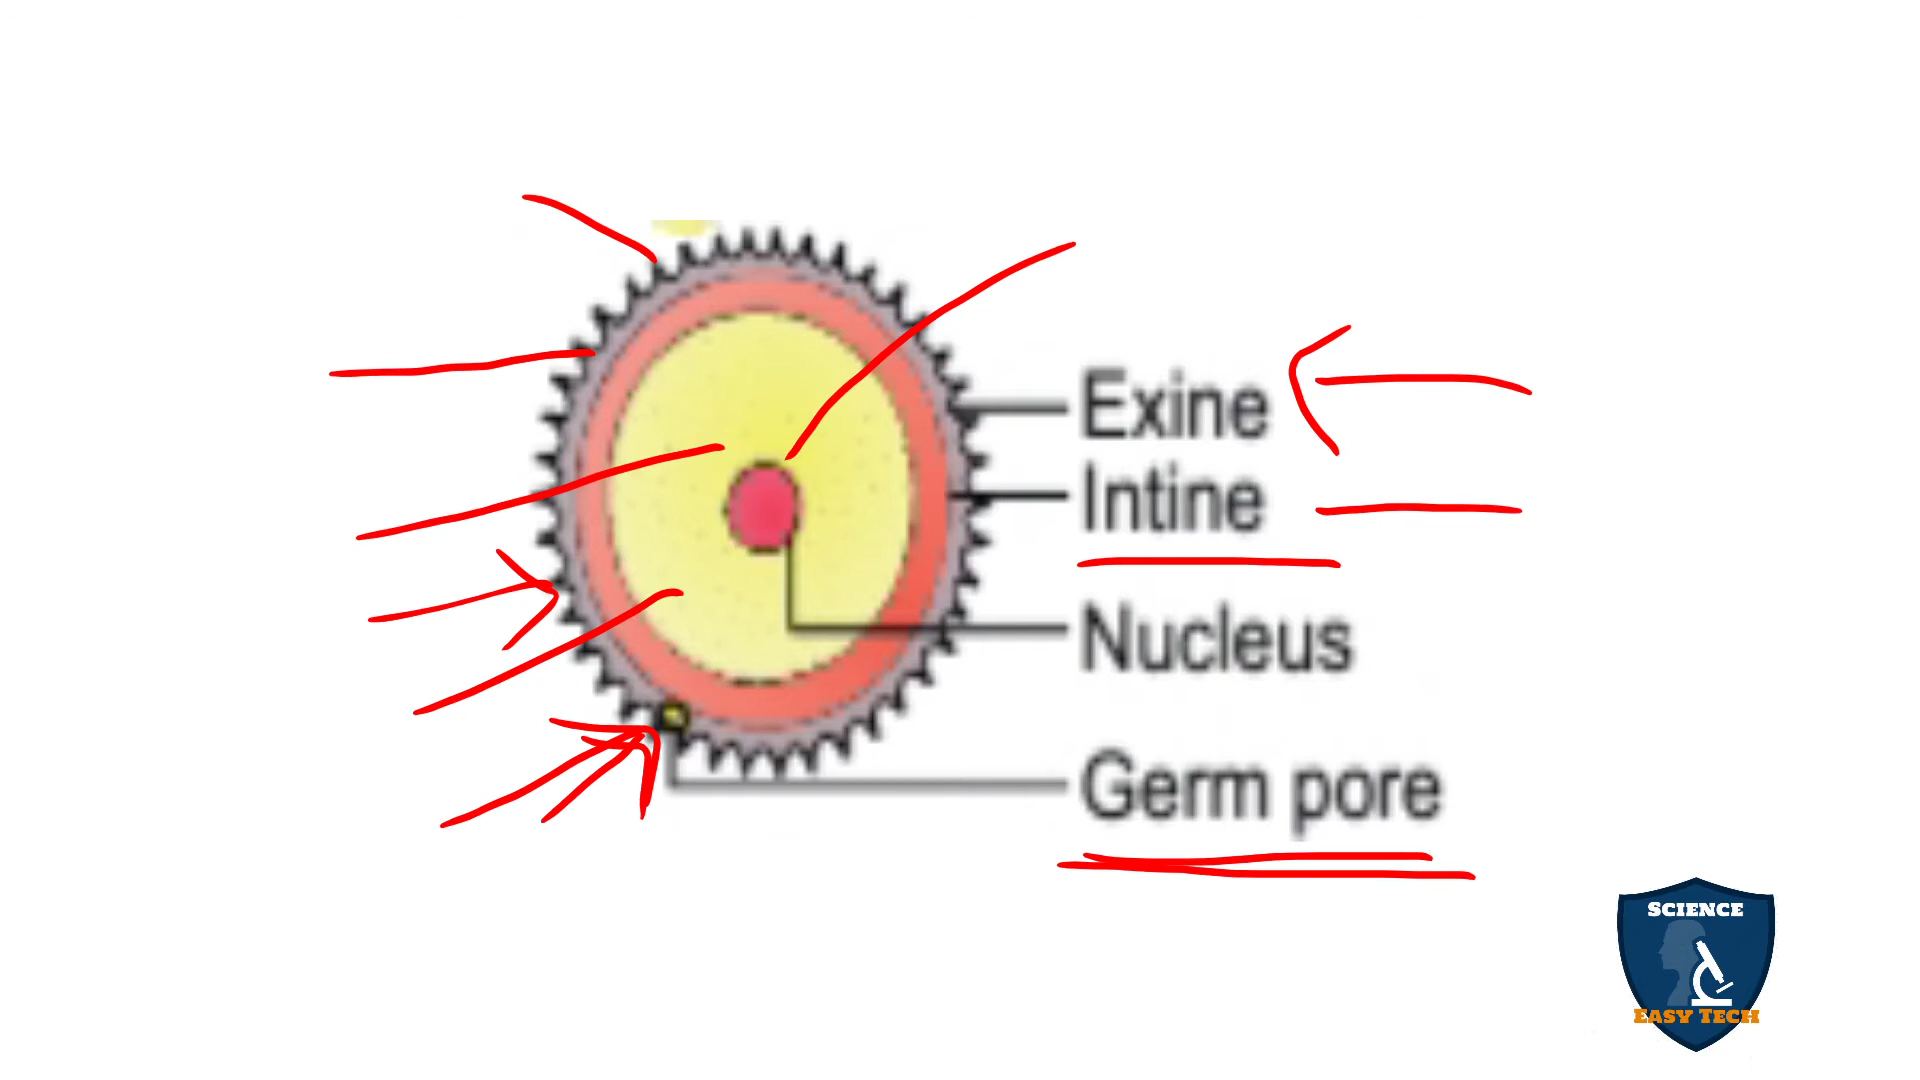 Exine
Intine
Nucleus
Germ pore
SCIENCE
EASY TECH